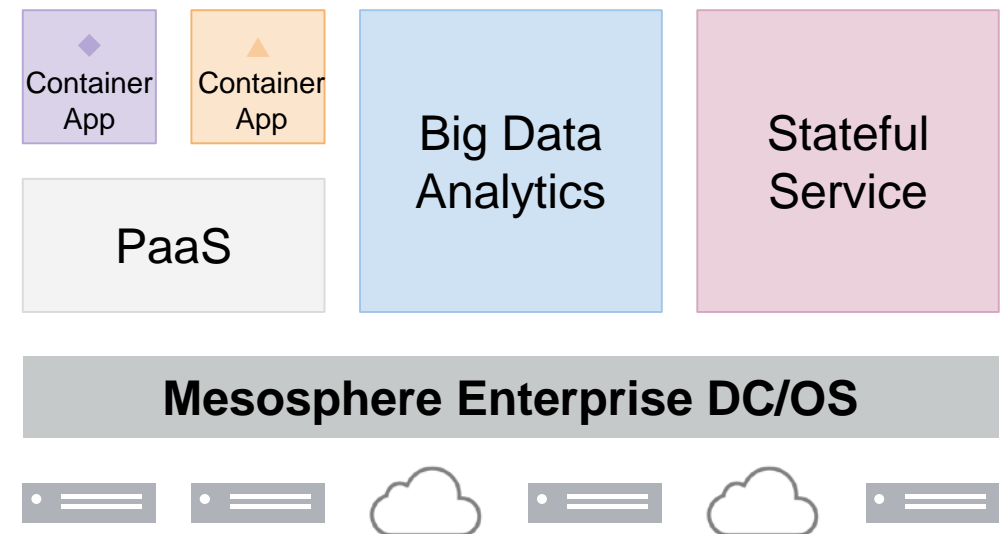 Container
App
Container
App
PaaS
Big Data
Analytics
Stateful
Service
Mesosphere Enterprise DC/OS